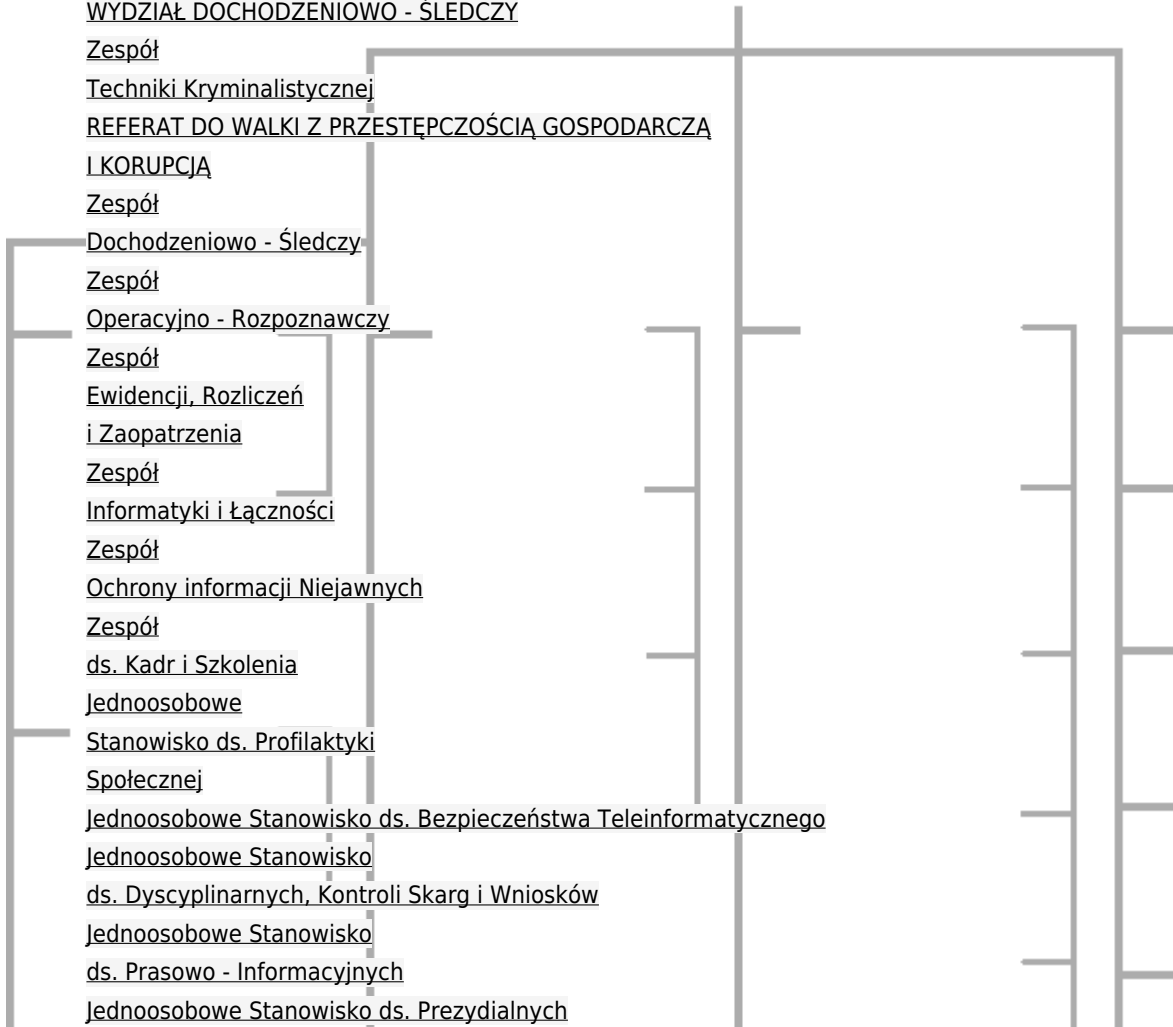 WYDZIAŁ DOCHODZENIOWO - ŚLEDCZY
Zespół
Techniki Kryminalistycznej
REFERAT DO WALKI Z PRZESTĘPCZOŚCIĄ GOSPODARCZĄ
I KORUPCJĄ
Zespół
Dochodzeniowo - Śledczy
Zespół
Operacyjno - Rozpoznawczy
Zespół
Ewidencji, Rozliczeń
i Zaopatrzenia
Zespół
Informatyki i Łączności
Zespół
Ochrony informacji Niejawnych
Zespół
ds. Kadr i Szkolenia
Jednoosobowe
Stanowisko ds. Profilaktyki
Społecznej
Jednoosobowe Stanowisko ds. Bezpieczeństwa Teleinformatycznego
Jednoosobowe Stanowisko
ds. Dyscyplinarnych, Kontroli Skarg i Wniosków
Jednoosobowe Stanowisko
ds. Prasowo - Informacyjnych
Jednoosobowe Stanowisko ds. Prezydialnych